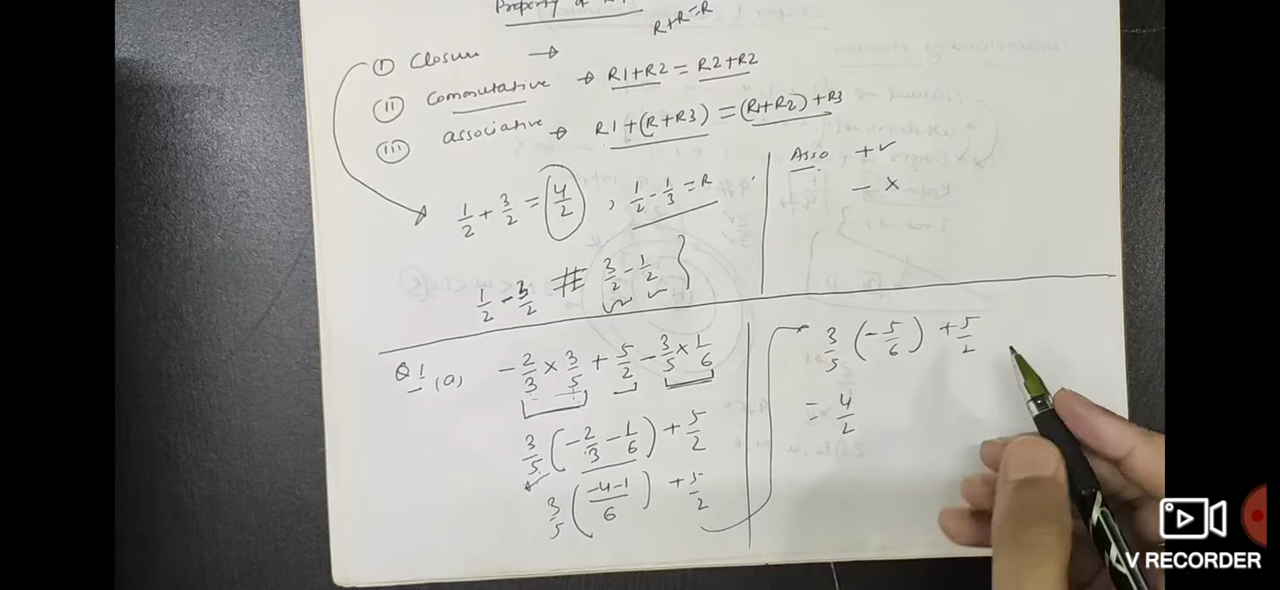 Property of
R+R=R
(I) Closure →
(II) Commutative → R1+R2 = R2+R2
(III) associative → R1+(R+R3) = (R1+R2)+R3
1/2 + 3/2 = 4/2 , 1/2 - 1/3 = R
1/2 - 3/2 # 3/2 - 1/2 }
Asso. + ✓
- ×
Q1 (a) - 2/3 × 3/5 + 5/2 - 3/5 × 1/6
3/5 (- 2/3 - 1/6) + 5/2
3/5 (-4-1/6) + 5/2
3/5 (- 5/6) + 5/2
= 4/2
V RECORDER